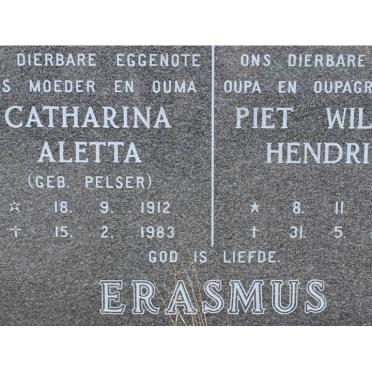 DIERBARE EGGENOTE
S MOEDER EN OUMA
CATHARINA
ALETTA
(GEB. PELSER)
☆ 18. 9. 1912
† 15. 2. 1983
ONS DIERBARE
OUPA EN OUPAGR
PIET WIL
HENDRI
★ 8. 11.
† 31. 5.
GOD IS LIEFDE.
ERASMUS